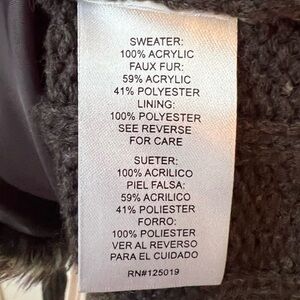 SWEATER:
100% ACRYLIC
FAUX FUR:
59% ACRYLIC
41% POLYESTER
LINING:
100% POLYESTER
SEE REVERSE
FOR CARE
SUETER:
100% ACRILICO
PIEL FALSA:
59% ACRILICO
41% POLIESTER
FORRO:
100% POLIESTER
VER AL REVERSO
PARA EL CUIDADO
RN#125019